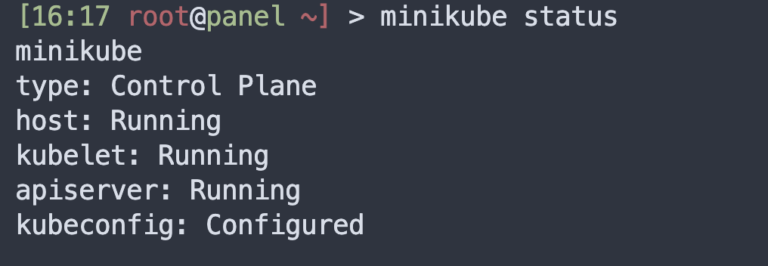 [16:17 root@panel ~] > minikube status
minikube
type: Control Plane
host: Running
kubelet: Running
apiserver: Running
kubeconfig: Configured